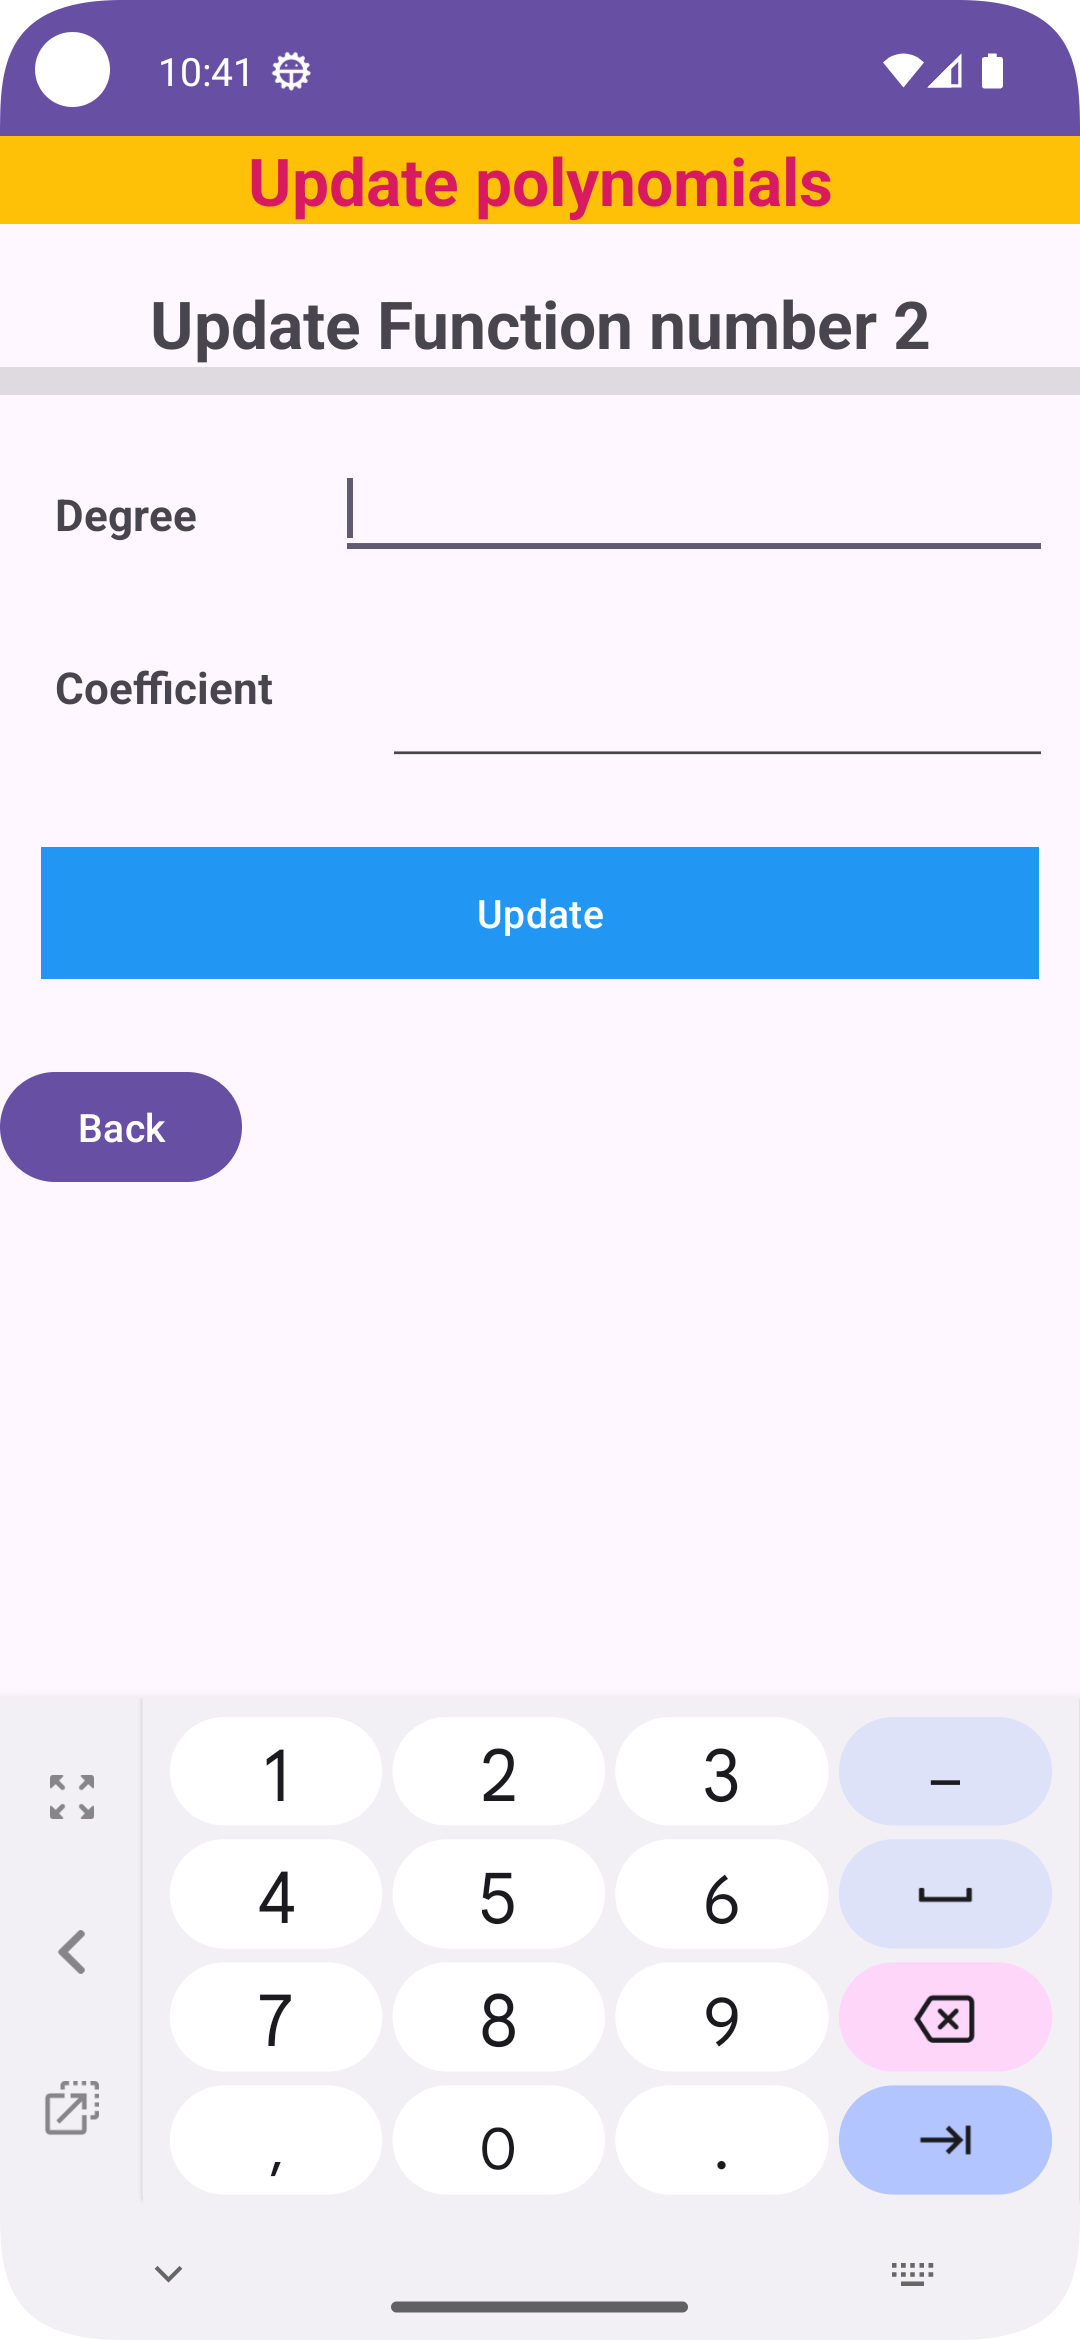 10:41
Update polynomials
Update Function number 2
Degree
Coefficient
Update
Back
1 2 3 –
4 5 6
7 8 9
, 0 .